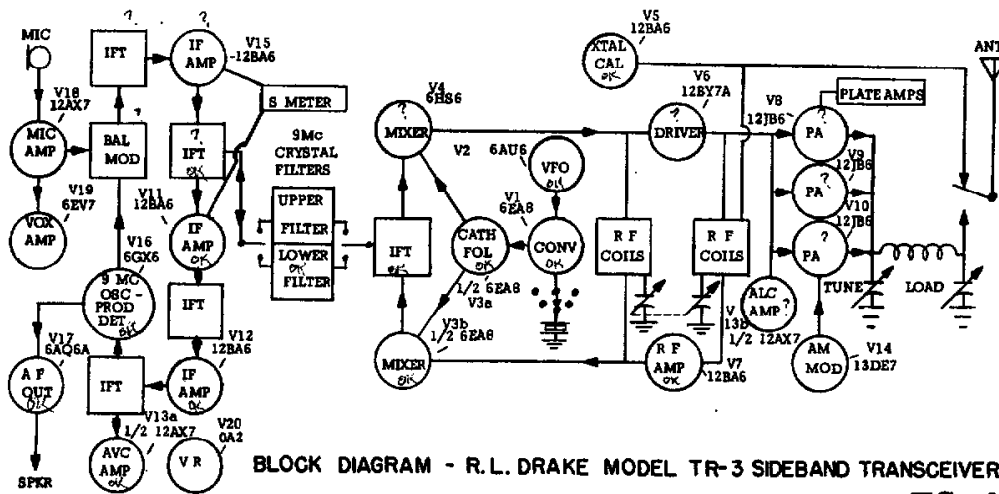 MIC
?
IFT
?
IF
AMP
V15
-12BA6
V5
12BA6
XTAL
CAL
OK
ANT
V18
12AX7
MIC
AMP
?
BAL
MOD
?
IFT
OK
S METER
9Mc
CRYSTAL
FILTERS
V4
6HS6
?
MIXER
V6
12BY7A
?
DRIVER
V8
12JB6
?
PA
PLATE AMPS
V2
6AU6
VFO
OK
V9
12JB6
PA ?
V10
12JB6
?
PA
V19
6EV7
VOX
AMP
V11
12BA6
IF
AMP
OK
UPPER
FILTER
LOWER
OK
FILTER
IFT
OK
CATH
FOL
OK
1/2 6EA8
V3a
V1
6EA8
CONV
OK
R F
COILS
R F
COILS
TUNE
LOAD
V16
6GX6
9 MC
OSC -
PROD
DET.
OK
IFT
ALC
AMP ?
V
13b
1/2 12AX7
V3b
1/2 6EA8
MIXER
OK
R F
AMP
OK
V7
12BA6
AM
MOD
V14
13DE7
V17
6AQ6A
A F
OUT
OK
IFT
V12
12BA6
IF
AMP
OK
V13a
1/2 12AX7
AVC
AMP
OK
V20
0A2
V R
SPKR
BLOCK DIAGRAM - R.L. DRAKE MODEL TR-3 SIDEBAND TRANSCEIVER